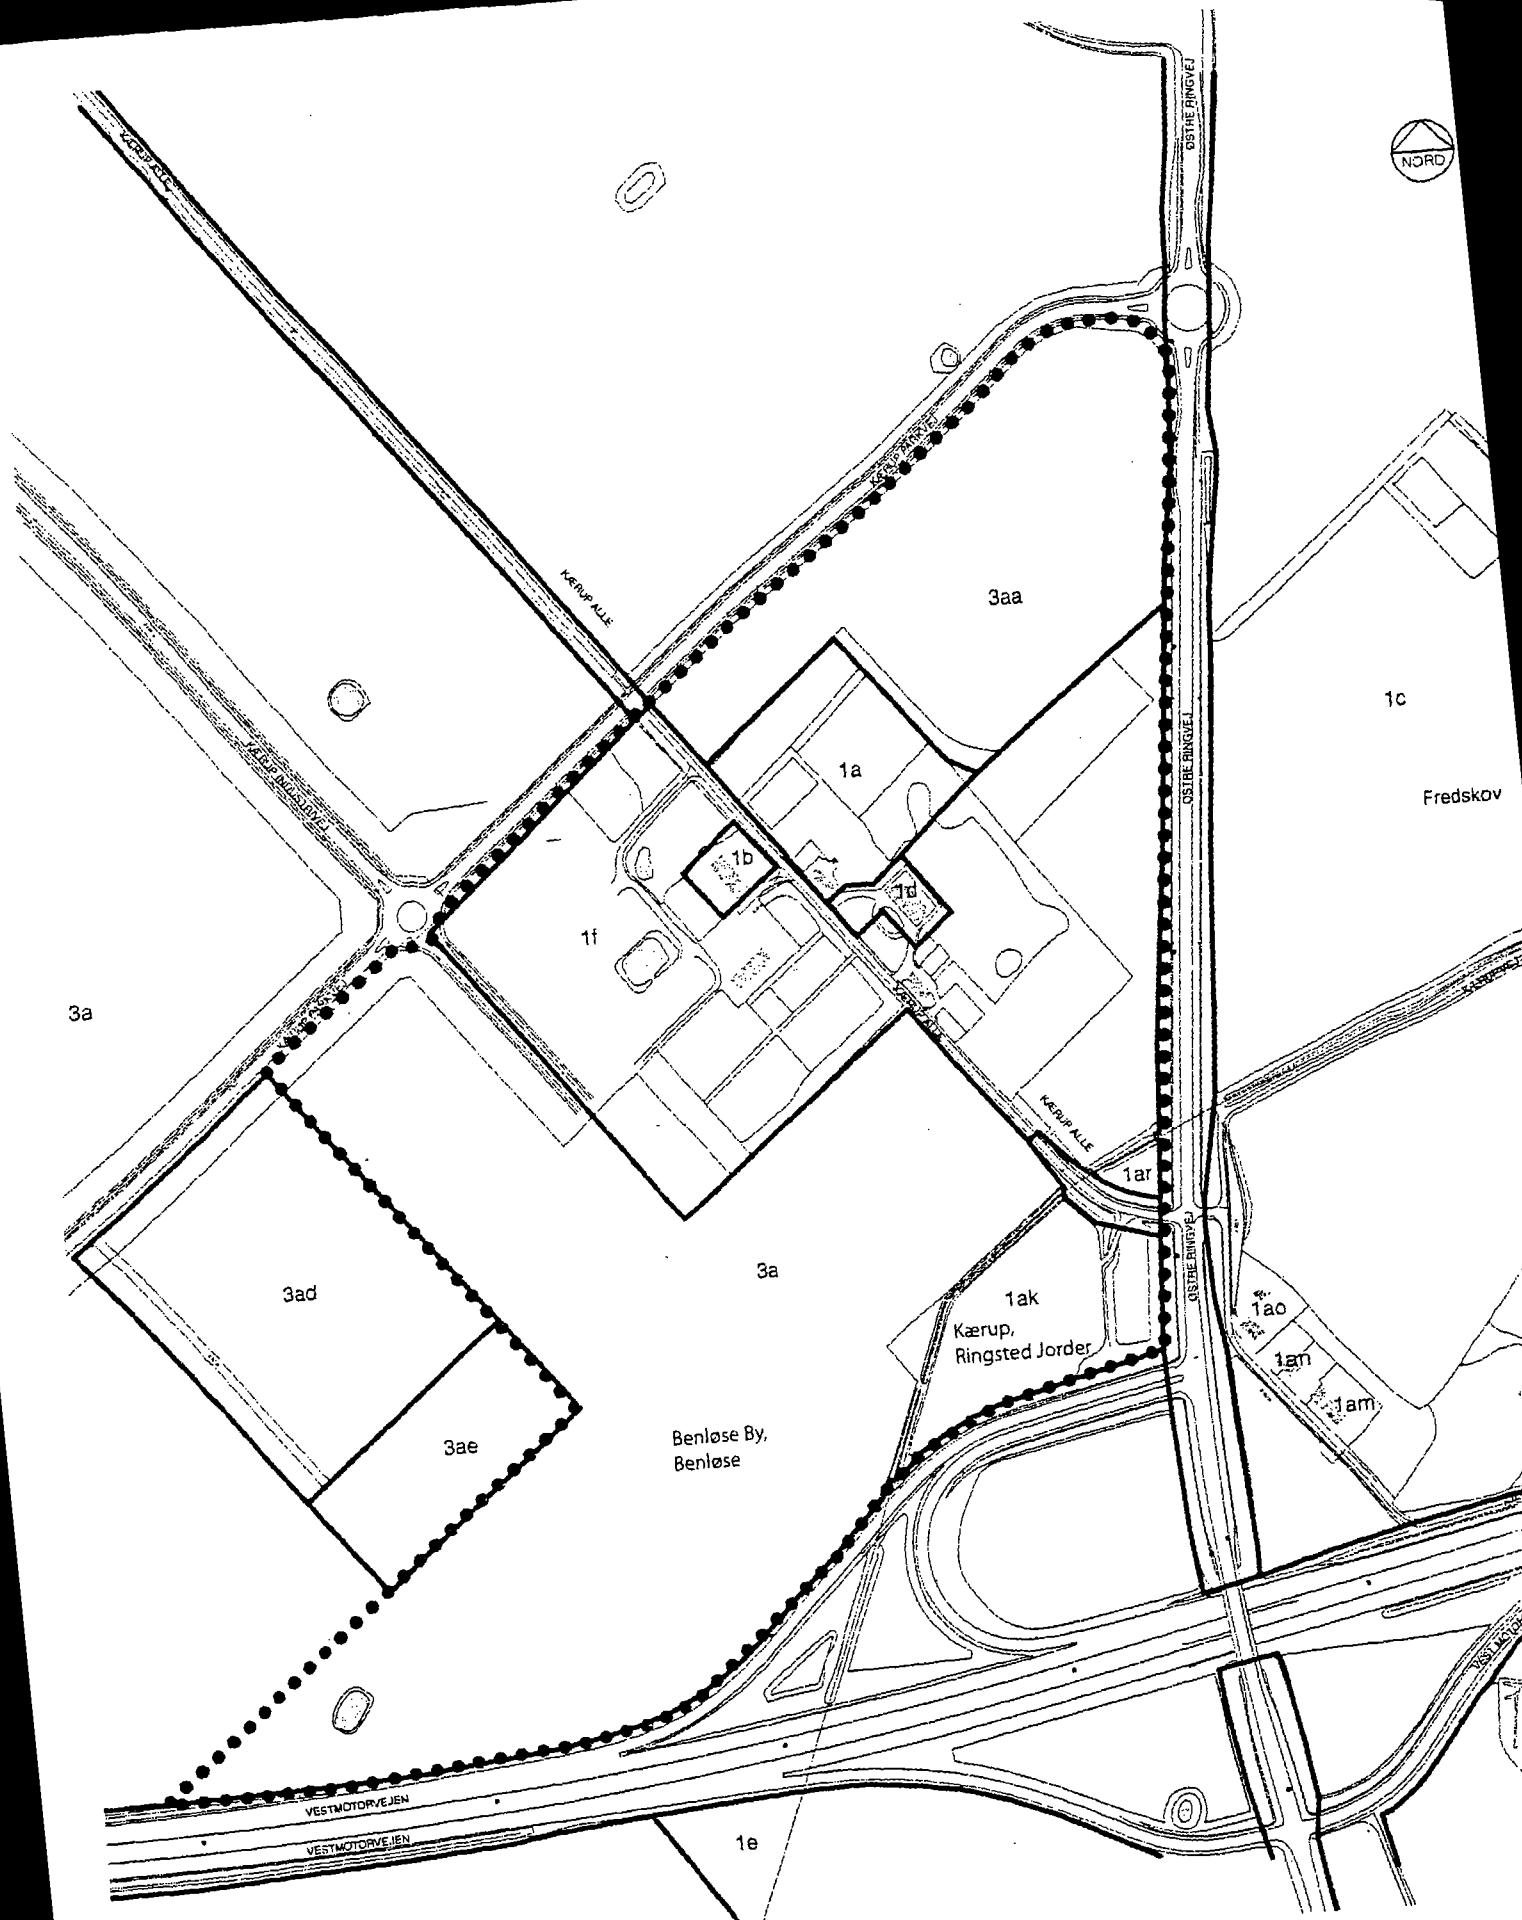 ØSTRE RINGVEJ
NORD
KÆRUP ALLE
KÆRUP PARKVEJ
KÆRUP ALLE
3aa
1c
ØSTRE RINGVEJ
KÆRUP INDUSTRIVEJ
1a
Fredskov
1b
1d
1f
KÆRUPVEJ
3a
KÆRUP ALLE
KÆRUP ALLE
1ar
ØSTRE RINGVEJ
3a
3ad
1ak
1ao
Kærup,
Ringsted Jorder
1an
1am
3ae
Benløse By,
Benløse
VESTMOTORVEJEN
VESTMOTORVEJEN
1e